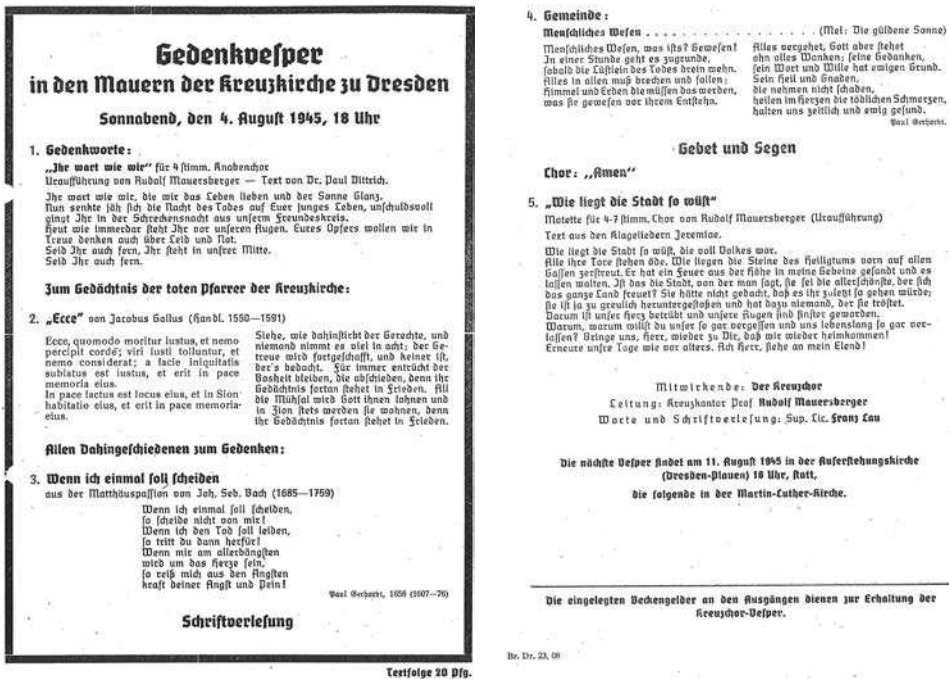 Gedenkvesper
in den Mauern der Kreuzkirche zu Dresden
Sonnabend, den 4. August 1945, 18 Uhr
1. Gedenkworte:
„Ihr wart wie wir“ für 4 stimm. Knabenchor
Uraufführung von Rudolf Mauersberger — Text von Dr. Paul Dittrich.
Ihr wart wie wir, die wir das Leben lieben und der Sonne Glanz.
Nun senkte jäh sich die Nacht des Todes auf Euer junges Leben, unschuldsvoll
gingt Ihr in der Schreckensnacht aus unserm Freundeskreis.
Heut wie immerdar steht Ihr vor unseren Augen. Eures Opfers wollen wir in
Treue denken auch über Leid und Not.
Seid Ihr auch fern, Ihr steht in unsrer Mitte.
Seid Ihr auch fern.
Zum Gedächtnis der toten Pfarrer der Kreuzkirche:
2. „Ecce“ von Jacobus Gallus (Handl. 1550—1591)
Ecce, quomodo moritur iustus, et nemo
percipit corde; viri iusti tolluntur, et
nemo considerat; a facie iniquitatis
sublatus est iustus, et erit in pace
memoria eius.
In pace factus est locus eius, et in Sion
habitatio eius, et erit in pace memoria
eius.
Siehe, wie dahinstirbt der Gerechte, und
niemand nimmt es viel in acht; der Ge-
treue wird fortgeschafft, und keiner ist,
der's bedacht. Für immer entrückt der
Bosheit bleiben, die abschieden, denn ihr
Gedächtnis fortan stehet in Frieden. All
die Mühsal wird Gott ihnen lohnen und
in Zion stets werden sie wohnen, denn
ihr Gedächtnis fortan stehet in Frieden.
Allen Dahingeschiedenen zum Gedenken:
3. Wenn ich einmal soll scheiden
aus der Matthäuspassion von Joh. Seb. Bach (1685—1759)
Wenn ich einmal soll scheiden,
so scheide nicht von mir!
Wenn ich den Tod soll leiden,
so tritt du dann herfür!
Wenn mir am allerbängsten
wird um das Herze sein,
so reiß mich aus den Ängsten
kraft deiner Angst und Pein!
Paul Gerhardt, 1656 (1607—76)
Schriftverlesung
Textfolge 20 Pfg.
4. Gemeinde:
Menschliches Wesen . . . . . . . . . . . . . . . (Mel: Die güldene Sonne)
Menschliches Wesen, was ists? Gewesen!
In einer Stunde geht es zugrunde,
sobald die Lüftlein des Todes drein wehn.
Alles in allen muß brechen und fallen;
Himmel und Erden die müssen das werden,
was sie gewesen vor ihrem Entstehn.
Alles vergehet, Gott aber stehet
ohn alles Wanken; seine Gedanken,
sein Wort und Wille hat ewigen Grund.
Sein Heil und Gnaden,
die nehmen nicht schaden,
heilen im Herzen die tödlichen Schmerzen,
halten uns zeitlich und ewig gesund.
Paul Gerhardt.
Gebet und Segen
Chor: „Amen“
5. „Wie liegt die Stadt so wüst“
Motette für 4-7 stimm. Chor von Rudolf Mauersberger (Uraufführung)
Text aus den Klageliedern Jeremiae.
Wie liegt die Stadt so wüst, die voll Volkes war.
Alle ihre Tore stehen öde. Wie liegen die Steine des Heiligtums vorn auf allen
Gassen zerstreut. Er hat ein Feuer aus der Höhe in meine Gebeine gesandt und es
lassen walten. Ist das die Stadt, von der man sagt, sie sei die allerschönste, der sich
das ganze Land freuet? Sie hätte nicht gedacht, daß es ihr zuletzt so gehen würde;
sie ist ja zu greulich heruntergestoßen und hat dazu niemand, der sie tröstet.
Darum ist unser Herz betrübt und unsere Augen sind finster geworden.
Warum, warum willst du unser so gar vergessen und uns lebenslang so gar ver-
lassen? Bringe uns, Herr, wieder zu Dir, daß wir wieder heimkommen!
Erneure unsre Tage wie vor alters. Ach Herr, siehe an mein Elend!
Mitwirkende: Der Kreuzchor
Leitung: Kreuzkantor Prof Rudolf Mauersberger
Worte und Schriftverlesung: Sup. Lic. Franz Lau
Die nächste Vesper findet am 11. August 1945 in der Auferstehungskirche
(Dresden-Plauen) 18 Uhr, statt,
die folgende in der Martin-Luther-Kirche.
Die eingelegten Beckengelder an den Ausgängen dienen zur Erhaltung der
Kreuzchor-Vesper.
Br. Dr. 23, 08